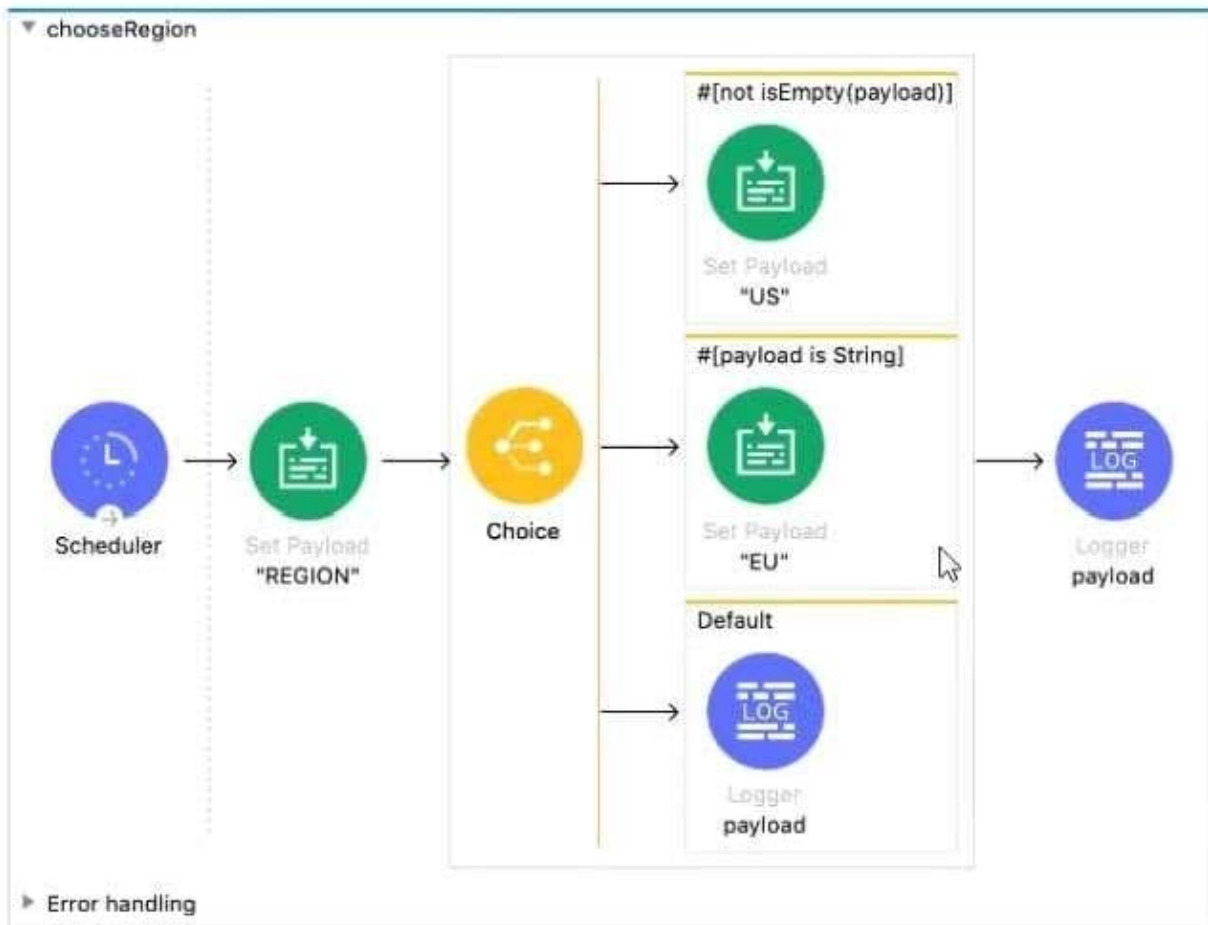 chooseRegion
#[not isEmpty(payload)]
Set Payload
"US"
#[payload is String]
Scheduler
Set Payload
"REGION"
Choice
Set Payload
"EU"
LOG
Logger
payload
Default
LOG
Logger
payload
Error handling